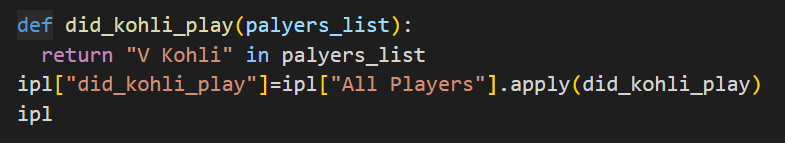 def did_kohli_play(palyers_list):
  return "V Kohli" in palyers_list
ipl["did_kohli_play"]=ipl["All Players"].apply(did_kohli_play)
ipl